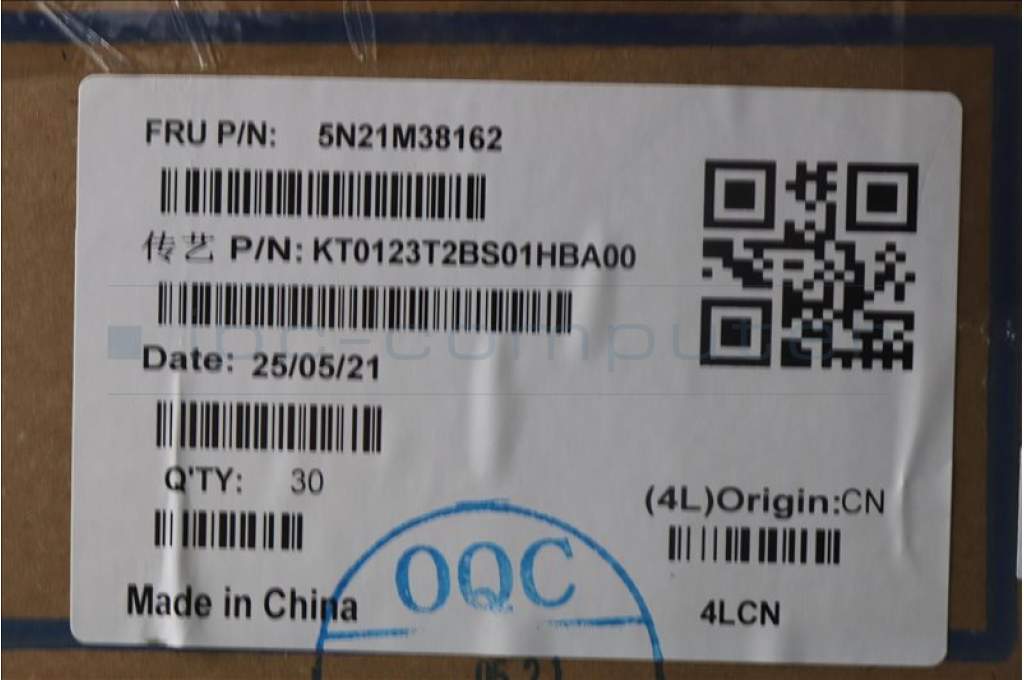 FRU P/N: 5N21M38162
传艺 P/N: KT0123T2BS01HBA00
Date: 25/05/21
Q'TY: 30
(4L)Origin:CN
Made in China
4LCN
OQC